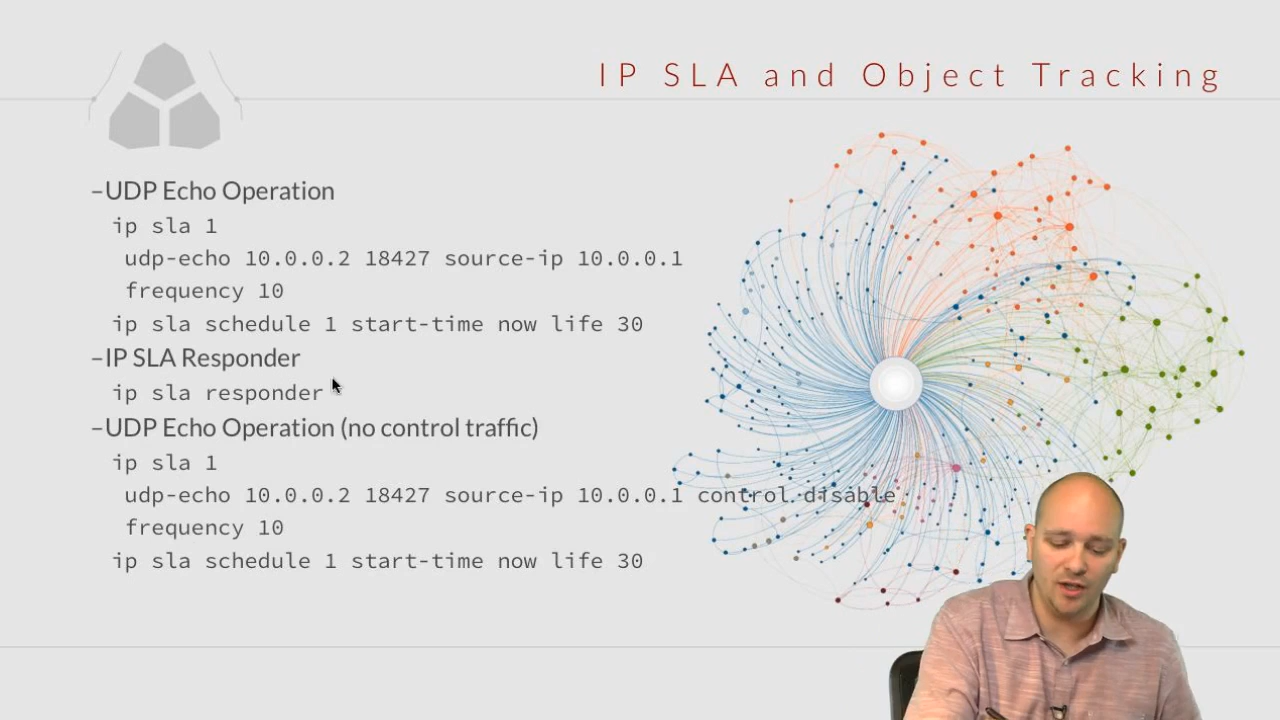 IP SLA and Object Tracking
–UDP Echo Operation
ip sla 1
udp-echo 10.0.0.2 18427 source-ip 10.0.0.1
frequency 10
ip sla schedule 1 start-time now life 30
–IP SLA Responder
ip sla responder
–UDP Echo Operation (no control traffic)
ip sla 1
udp-echo 10.0.0.2 18427 source-ip 10.0.0.1 control disable
frequency 10
ip sla schedule 1 start-time now life 30